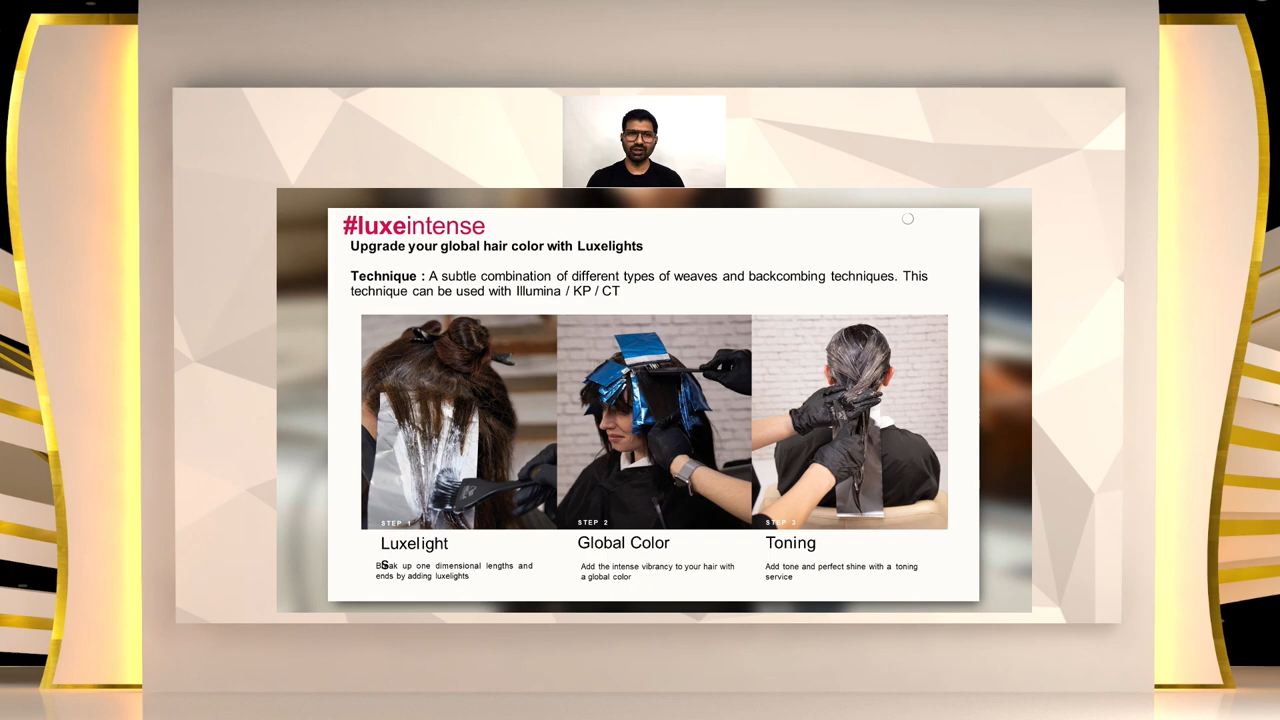 #luxeintense
Upgrade your global hair color with Luxelights
Technique : A subtle combination of different types of weaves and backcombing techniques. This
technique can be used with Illumina / KP / CT
STEP 1
Luxelight
s
Break up one dimensional lengths and
ends by adding luxelights
STEP 2
Global Color
Add the intense vibrancy to your hair with
a global color
STEP 3
Toning
Add tone and perfect shine with a toning
service